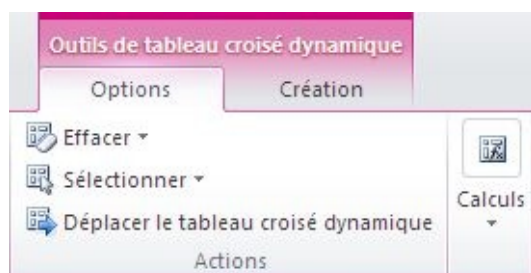 Outils de tableau croisé dynamique
Options
Création
Effacer
Sélectionner
Déplacer le tableau croisé dynamique
Actions
Calculs